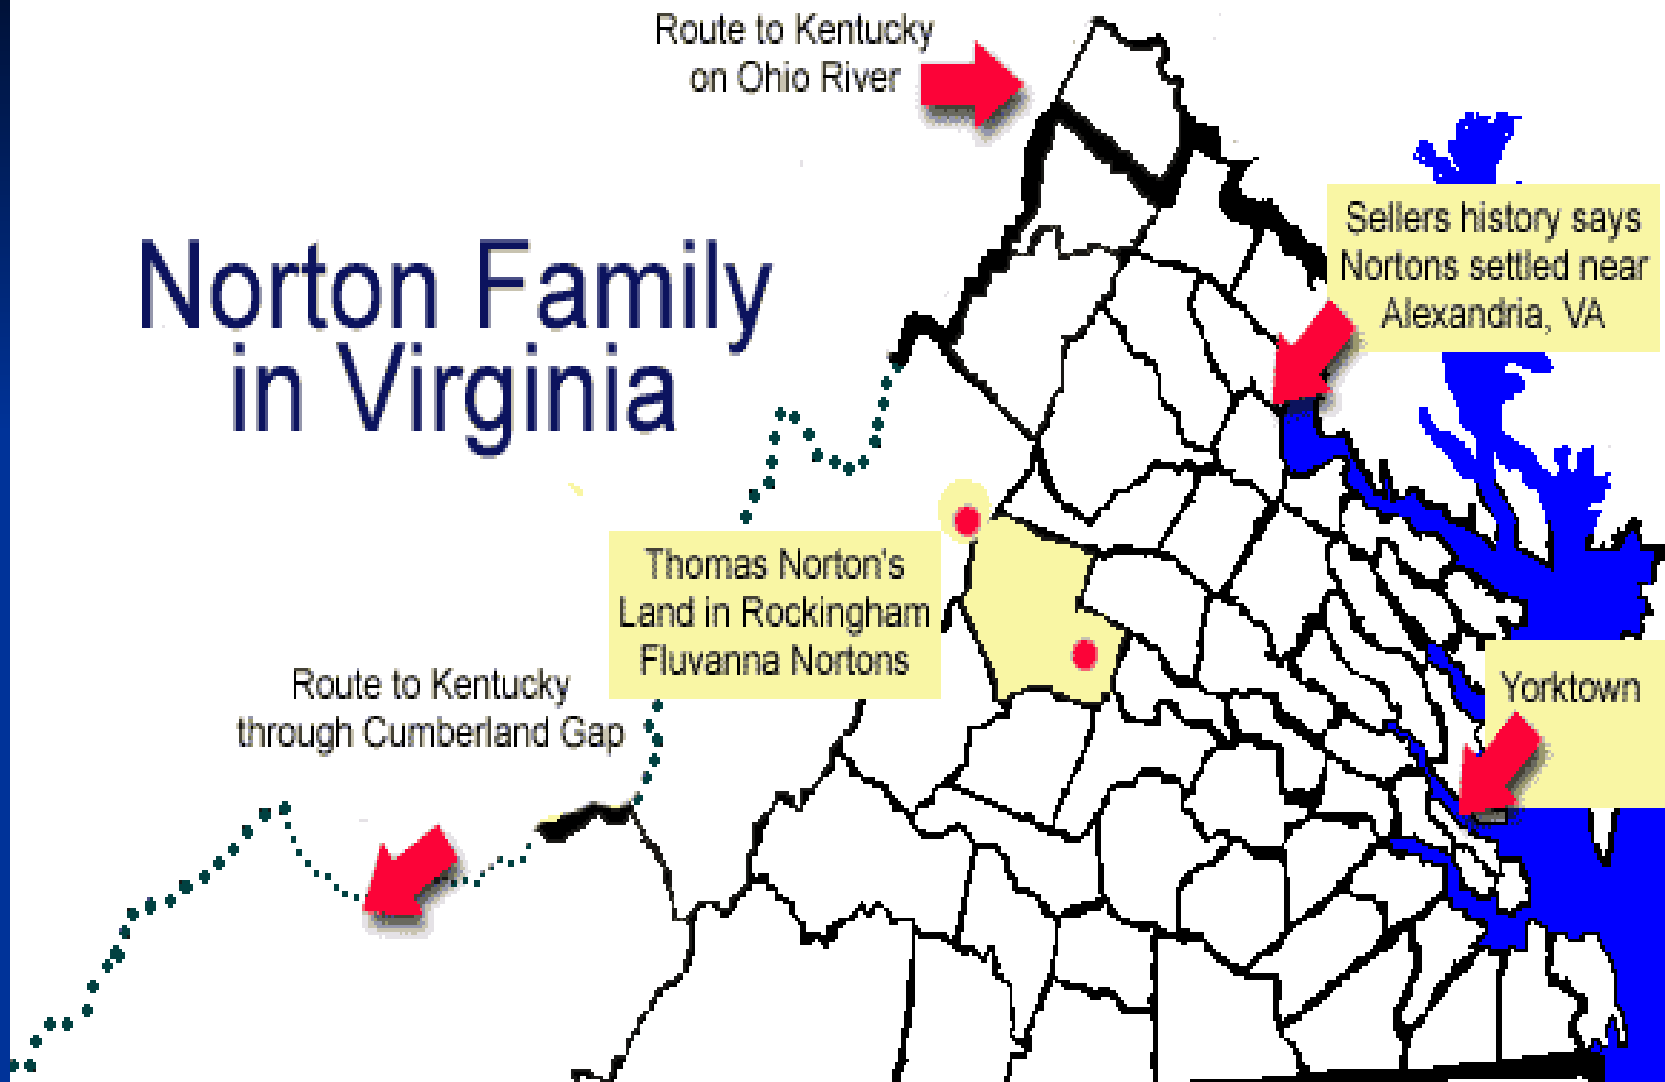 Route to Kentucky
on Ohio River
Norton Family
in Virginia
Sellers history says
Nortons settled near
Alexandria, VA
Thomas Norton's
Land in Rockingham
Fluvanna Nortons
Route to Kentucky
through Cumberland Gap
Yorktown